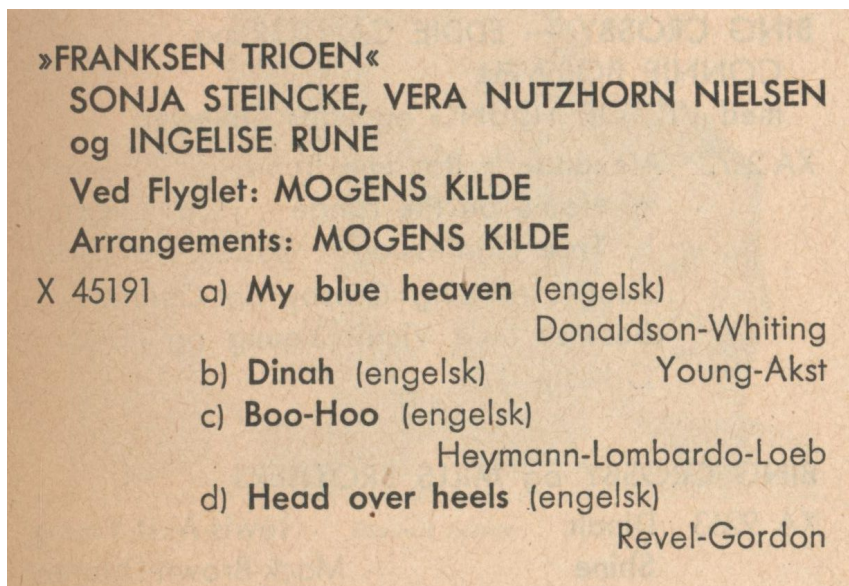 »FRANKSEN TRIOEN«
SONJA STEINCKE, VERA NUTZHORN NIELSEN
og INGELISE RUNE
Ved Flyglet: MOGENS KILDE
Arrangements: MOGENS KILDE
X 45191 a) My blue heaven (engelsk)
Donaldson-Whiting
b) Dinah (engelsk) Young-Akst
c) Boo-Hoo (engelsk)
Heymann-Lombardo-Loeb
d) Head over heels (engelsk)
Revel-Gordon